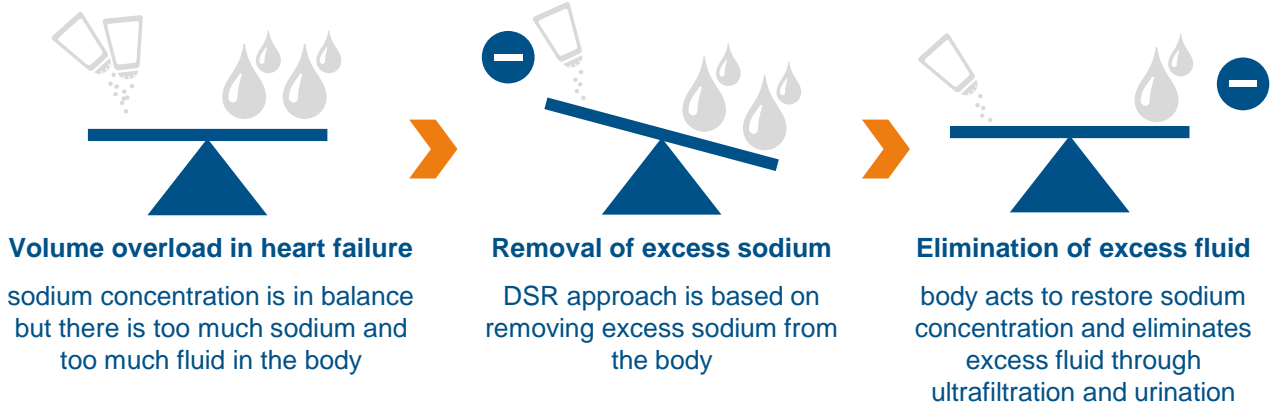 Volume overload in heart failure
sodium concentration is in balance
but there is too much sodium and
too much fluid in the body
Removal of excess sodium
DSR approach is based on
removing excess sodium from
the body
Elimination of excess fluid
body acts to restore sodium
concentration and eliminates
excess fluid through
ultrafiltration and urination